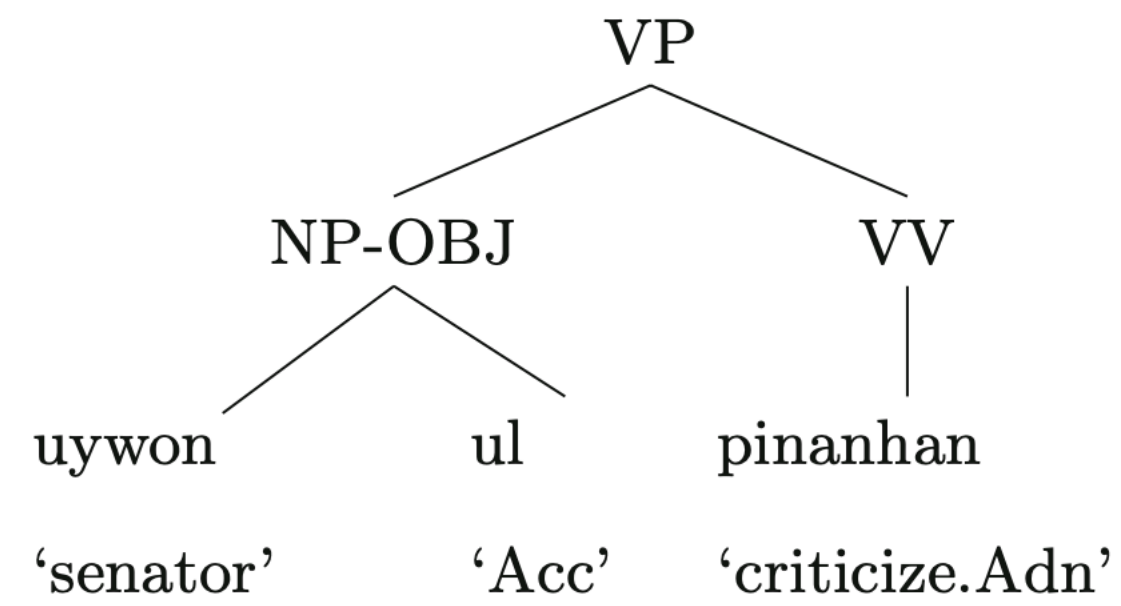 VP
NP-OBJ VV
uywon ul pinanhan
‘senator’ ‘Acc’ ‘criticize.Adn’